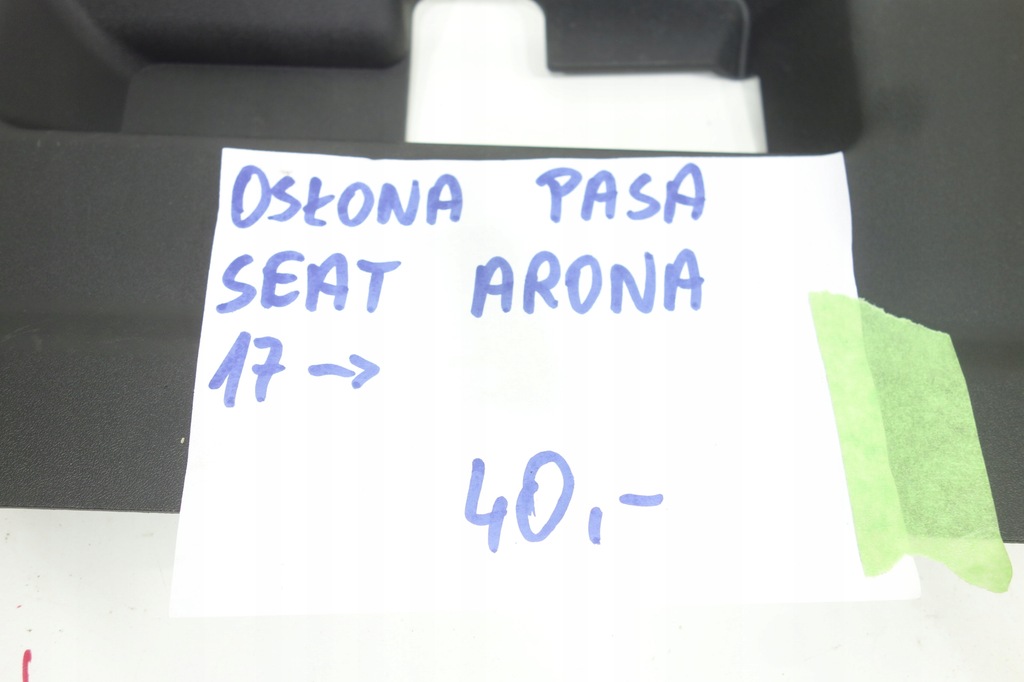 OSŁONA PASA
SEAT ARONA
17 →
40,-